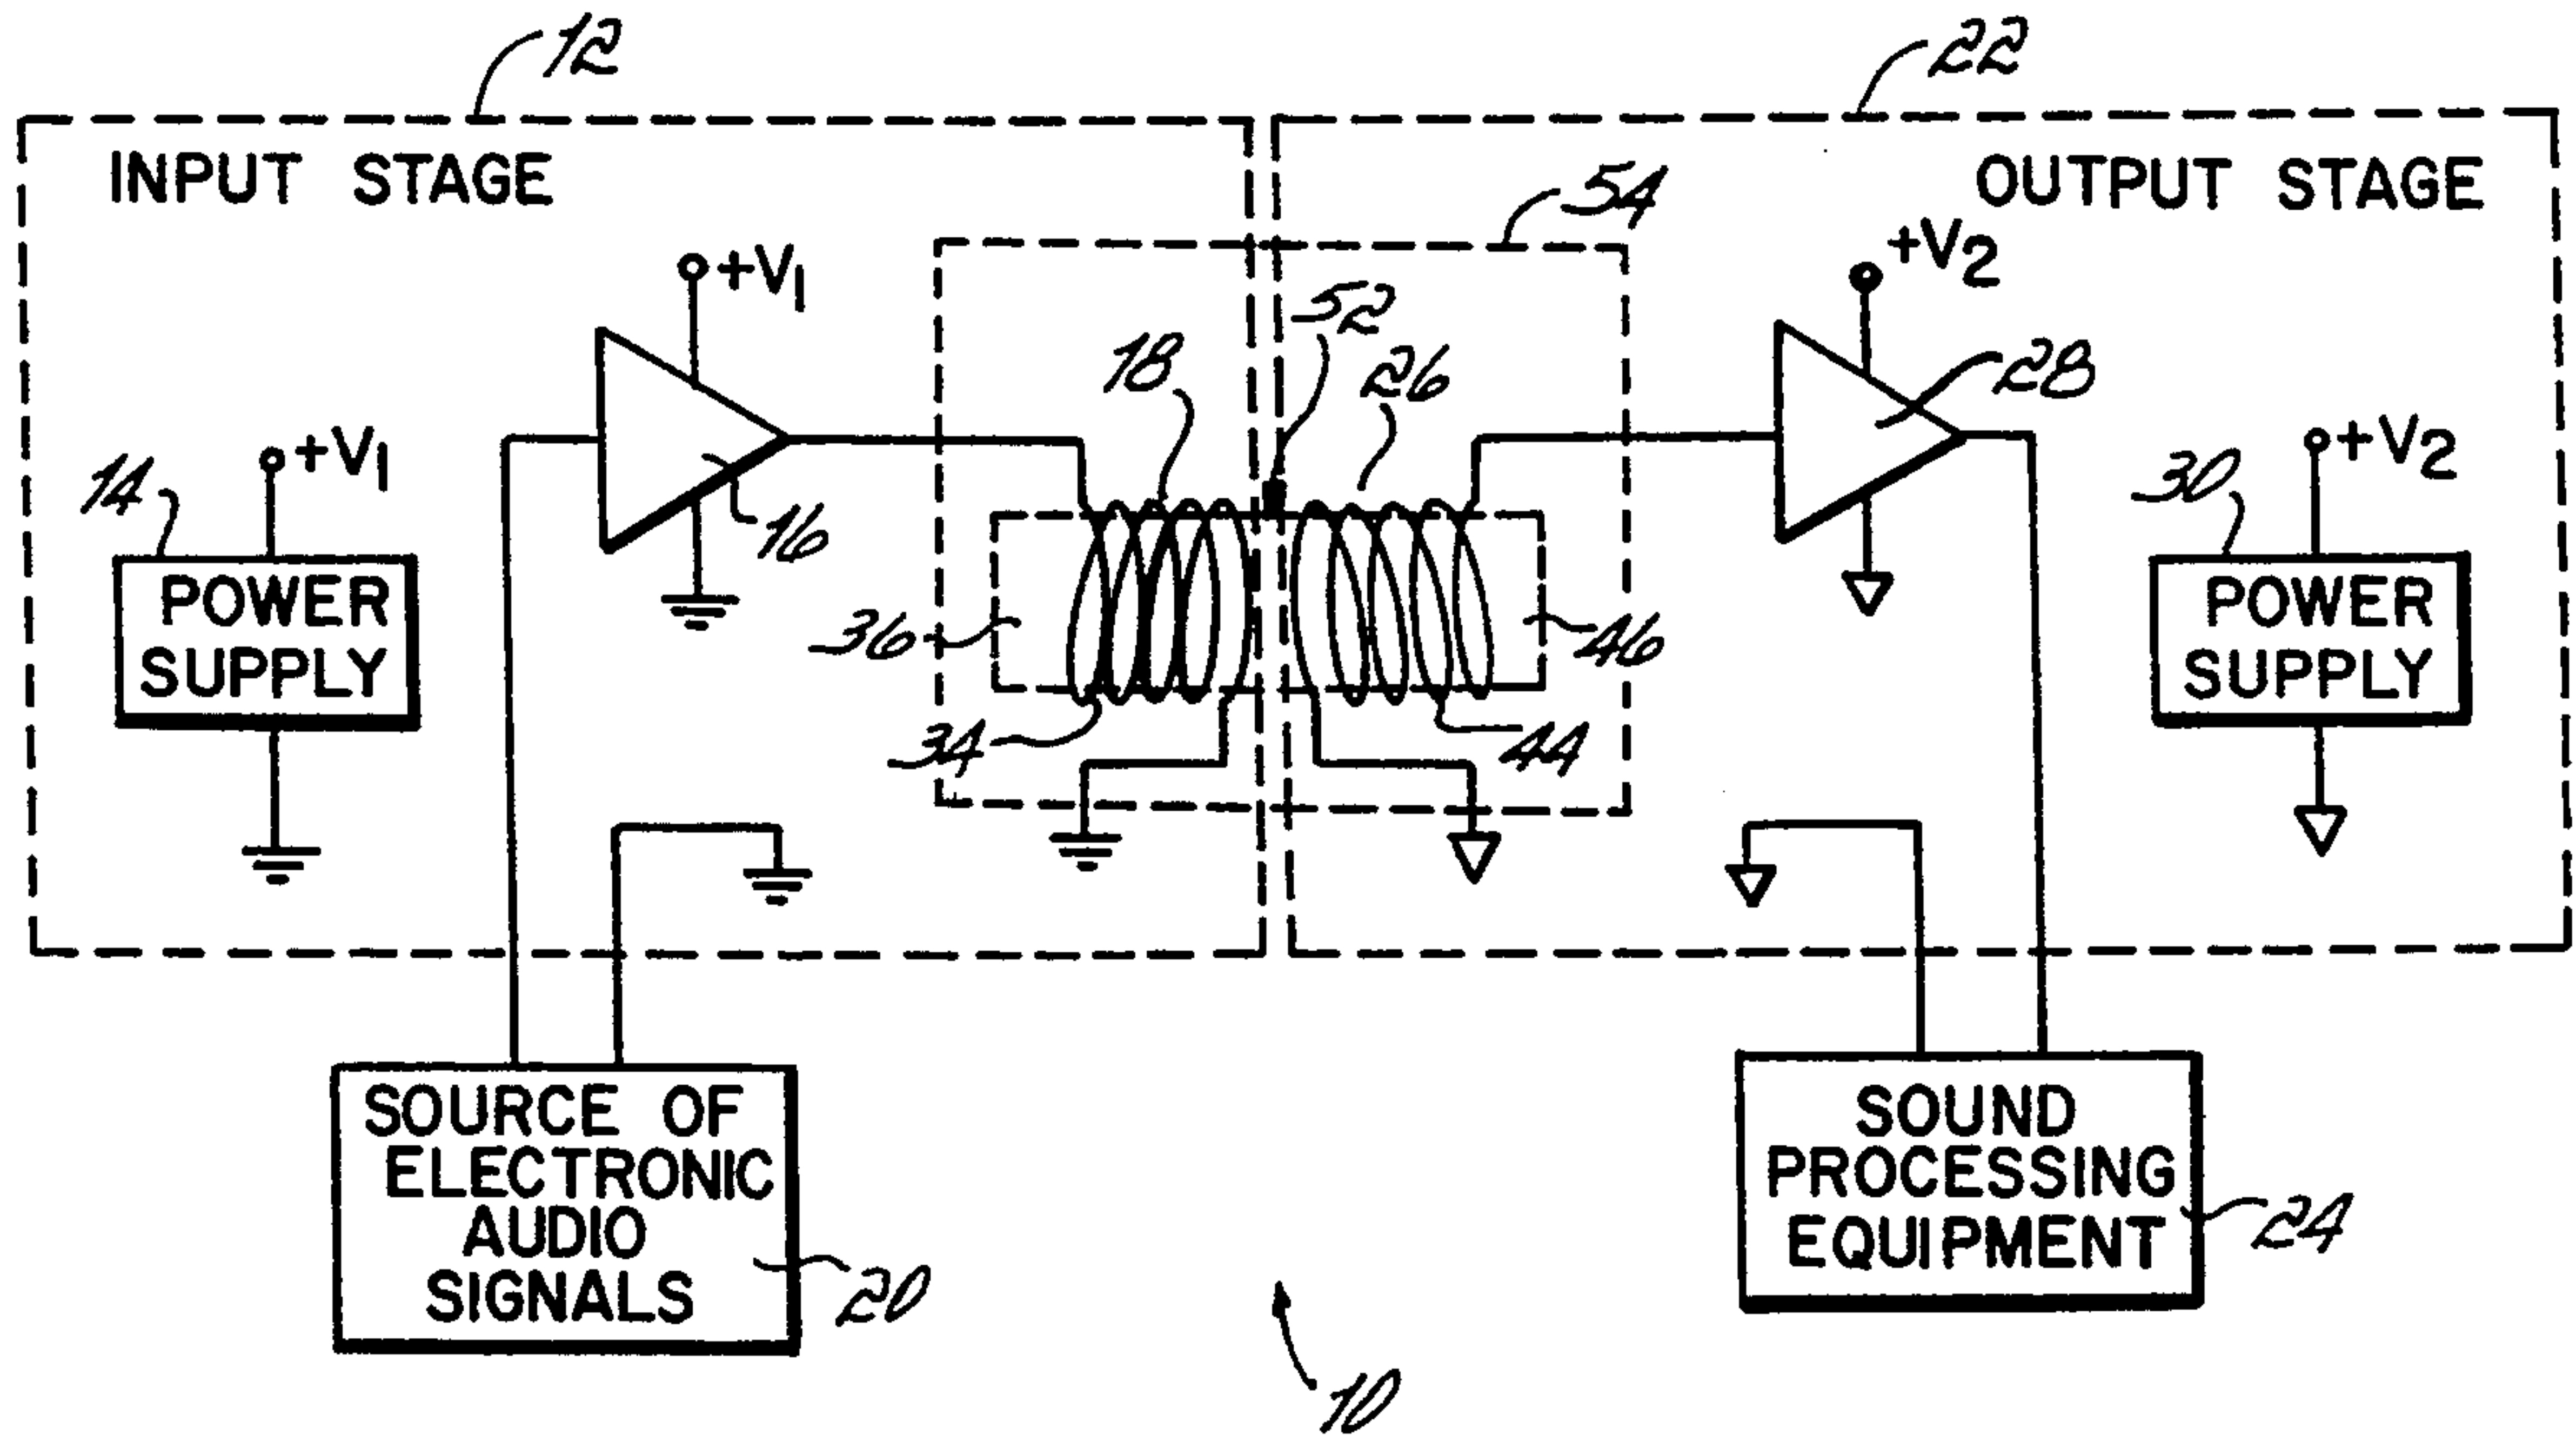 12
22
INPUT STAGE
OUTPUT STAGE
54
+V1
+V2
52
18
26
28
14
+V1
16
30
+V2
POWER
SUPPLY
36
46
POWER
SUPPLY
34
44
SOURCE OF
ELECTRONIC
AUDIO
SIGNALS
20
SOUND
PROCESSING
EQUIPMENT
24
10